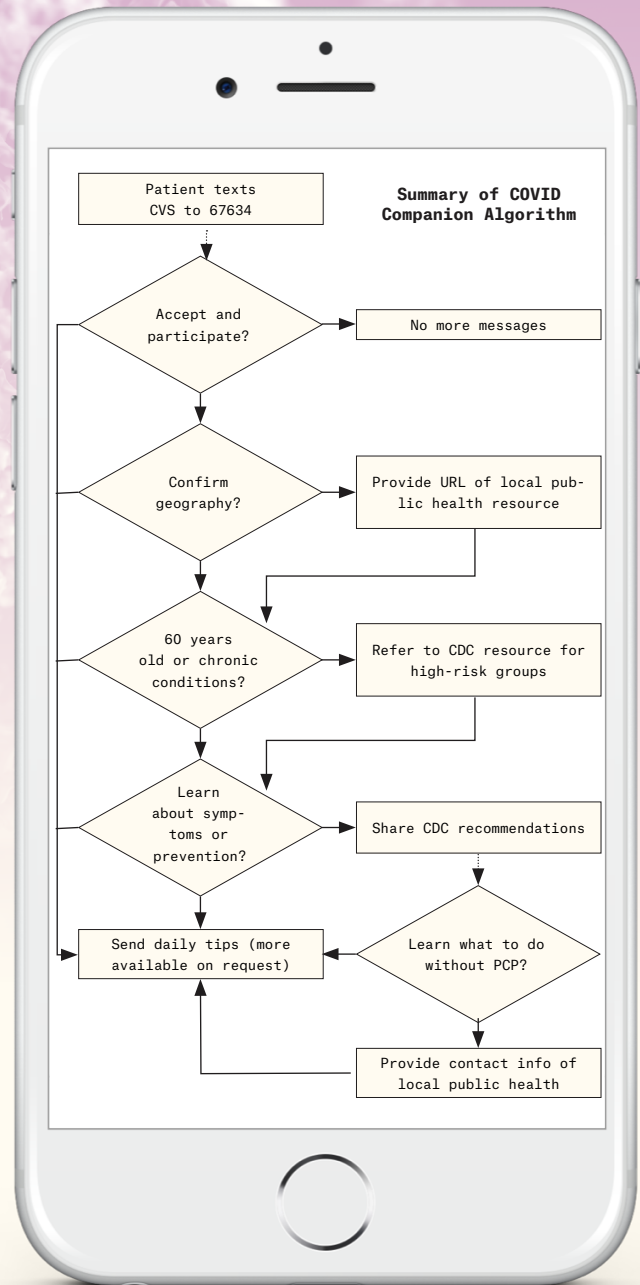 Patient texts
CVS to 67634
Summary of COVID
Companion Algorithm
Accept and
participate?
No more messages
Confirm
geography?
Provide URL of local pub-
lic health resource
60 years
old or chronic
conditions?
Refer to CDC resource for
high-risk groups
Learn
about symp-
toms or
prevention?
Share CDC recommendations
Send daily tips (more
available on request)
Learn what to do
without PCP?
Provide contact info of
local public health